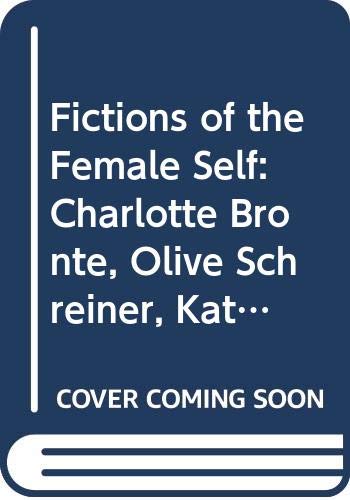 Fictions of the
Female Self:
Charlotte Bro
nte, Olive Sch
reiner, Kat...
COVER COMING SOON